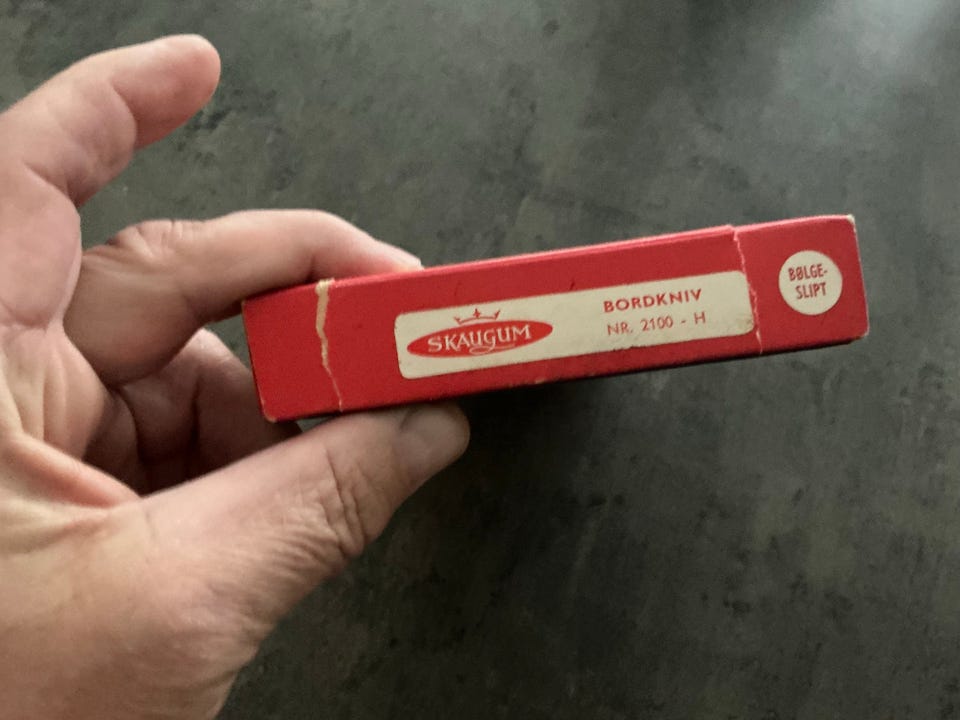 SKAUGUM
BORDKNIV
NR. 2100 - H
BØLGE-
SLIPT